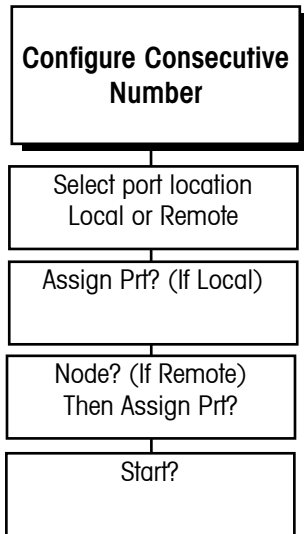 Configure Consecutive
Number
Select port location
Local or Remote
Assign Prt? (If Local)
Node? (If Remote)
Then Assign Prt?
Start?